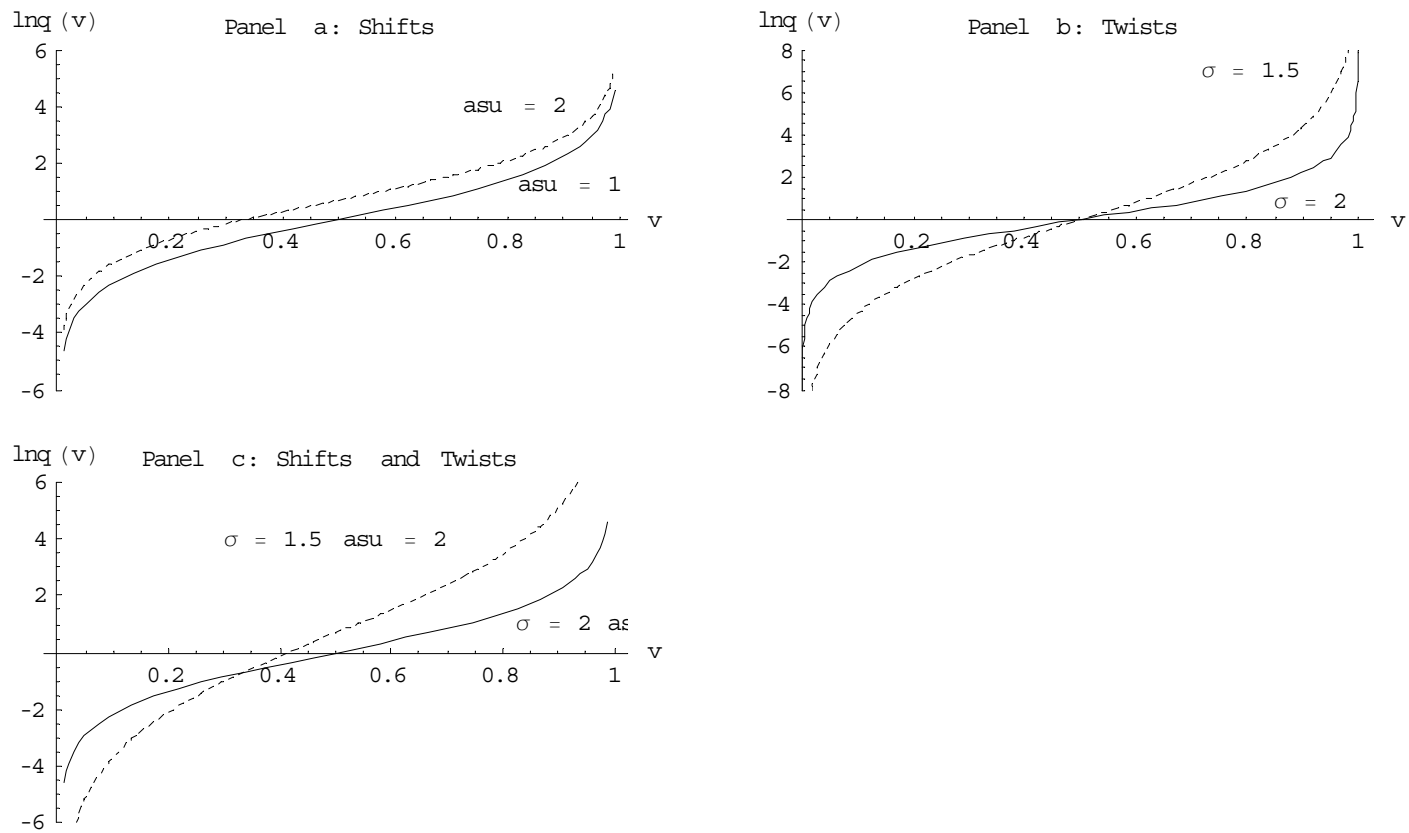 lnq (v)
Panel a: Shifts
6
4
2
-2
-4
-6
0.2 0.4 0.6 0.8 1
v
asu = 2
asu = 1
lnq (v)
Panel b: Twists
8
6
4
2
-2
-4
-6
-8
0.2 0.4 0.6 0.8 1
v
σ = 1.5
σ = 2
lnq (v)
Panel c: Shifts and Twists
6
4
2
-2
-4
-6
0.2 0.4 0.6 0.8 1
v
σ = 1.5 asu = 2
σ = 2 as